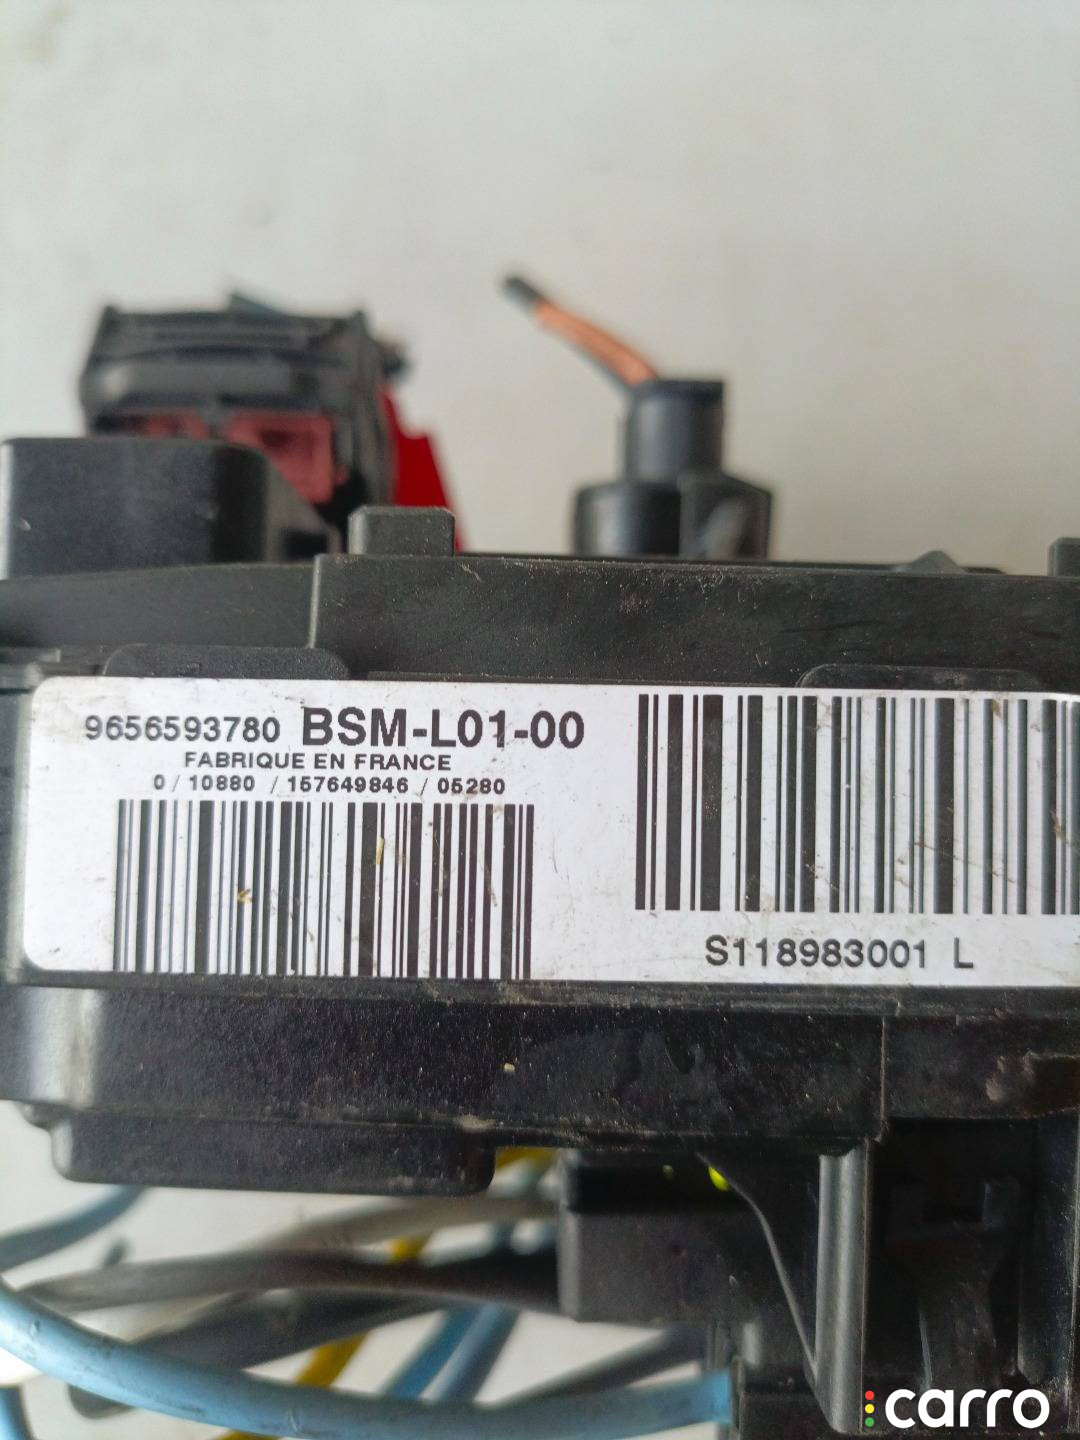 9656593780 BSM-L01-00
FABRIQUE EN FRANCE
0 / 10880 / 157649846 / 05280
S118983001 L
carro